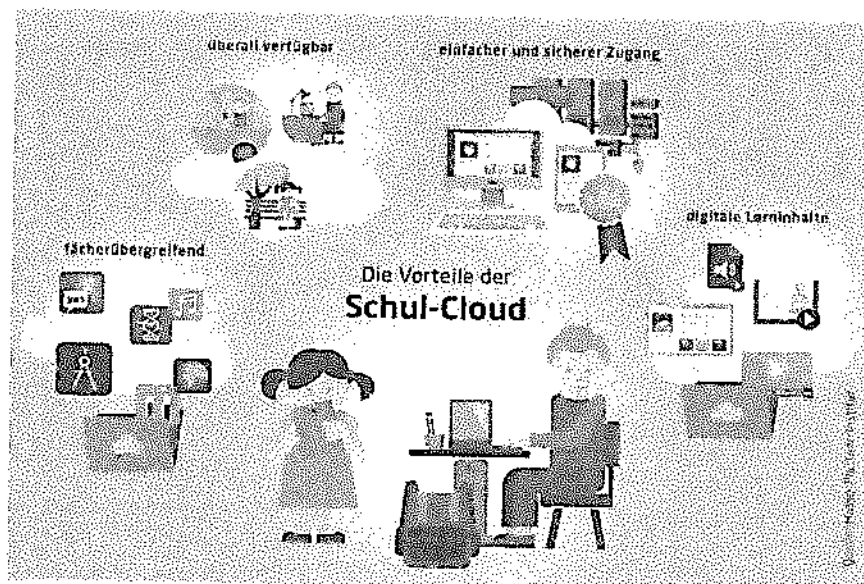 überall verfügbar
einfacher und sicherer Zugang
digitale Lerninhalte
fächerübergreifend
yes
Die Vorteile der
Schul-Cloud